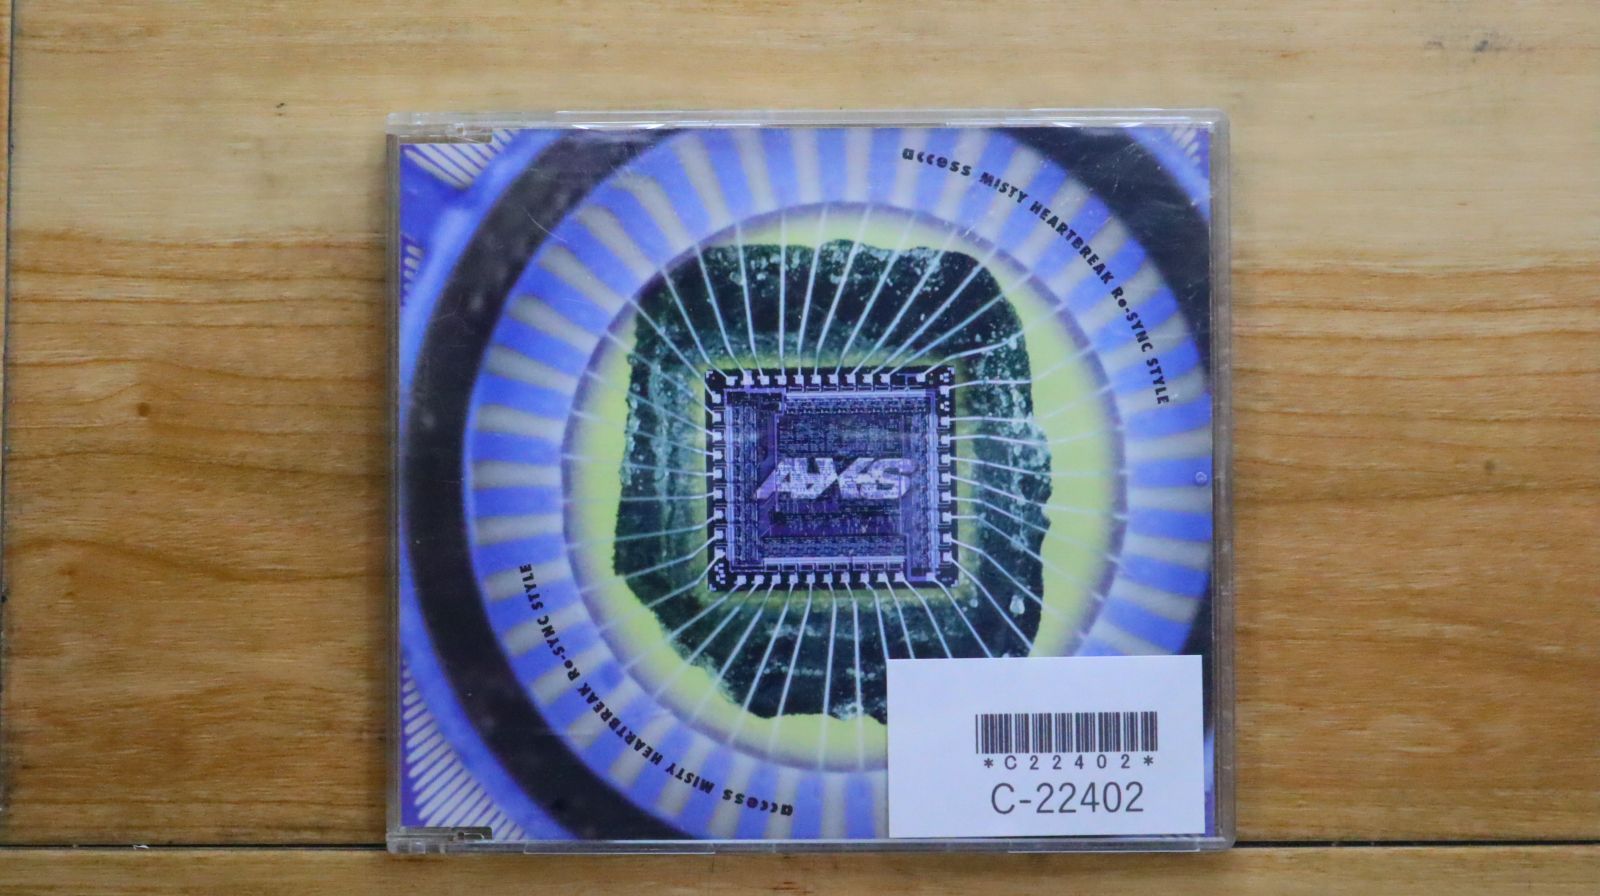 access MISTY HEARTBREAK Re-SYNC STYLE
AXS
access MISTY HEARTBREAK Re-SYNC STYLE
*C22402*
C-22402